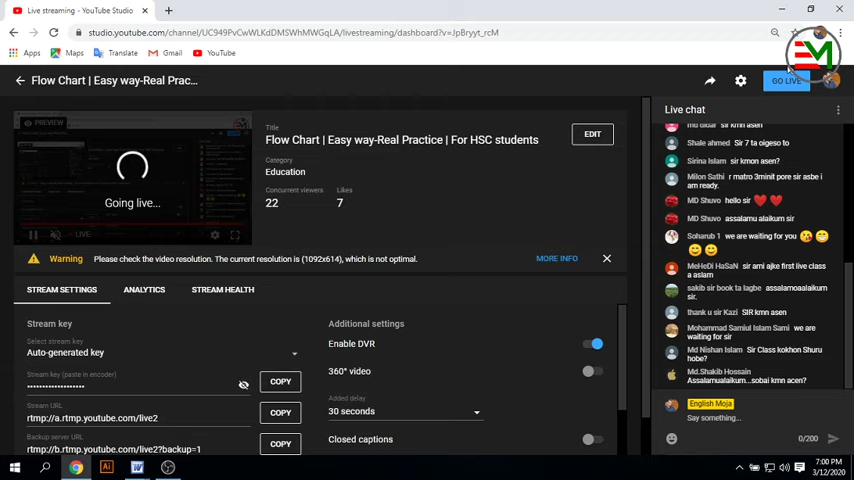 Live streaming - YouTube Studio
studio.youtube.com/channel/UC949PvCwWLKdDMSWhMWGqLA/livestreaming/dashboard?v=JpBryyt_rcM
Apps
Maps
Translate
Gmail
YouTube
EM
Flow Chart | Easy way-Real Prac...
GO LIVE
PREVIEW
Going live...
LIVE
Title
Flow Chart | Easy way-Real Practice | For HSC students
EDIT
Category
Education
Concurrent viewers
Likes
22
7
Warning
Please check the video resolution. The current resolution is (1092x614), which is not optimal.
MORE INFO
STREAM SETTINGS
ANALYTICS
STREAM HEALTH
Stream key
Select stream key
Auto-generated key
Stream key (paste in encoder)
•••••••••••••••••••
COPY
Stream URL
rtmp://a.rtmp.youtube.com/live2
COPY
Backup server URL
rtmp://b.rtmp.youtube.com/live2?backup=1
COPY
Additional settings
Enable DVR
360° video
Added delay
30 seconds
Closed captions
Live chat
mu didar sir kmn asen?
Shale ahmed Sir 7 ta oigeso to
Sirina Islam sir kmon asen?
Milon Sathi r matro 3minit pore sir asbe i
am ready.
MD Shuvo hello sir ❤️ ❤️
MD Shuvo assalamu alaikum sir
Soharub 1 we are waiting for you 😘 😁
😊 😊
MeHeDi HaSaN sir ami ajke first live class
a aslam
sakib sir book ta lagbe assalamoaalaikum
sir.
thank u sir Kazi SIR kmn asen
Mohammad Samiul Islam Sami we are
waiting for sir
Md Nishan Islam Sir Class kokhon Shuru
hobe?
Md.Shakib Hossain
Assalamualaikum...sobai kmn acen?
English Moja
Say something...
0/200
7:00 PM
3/12/2020